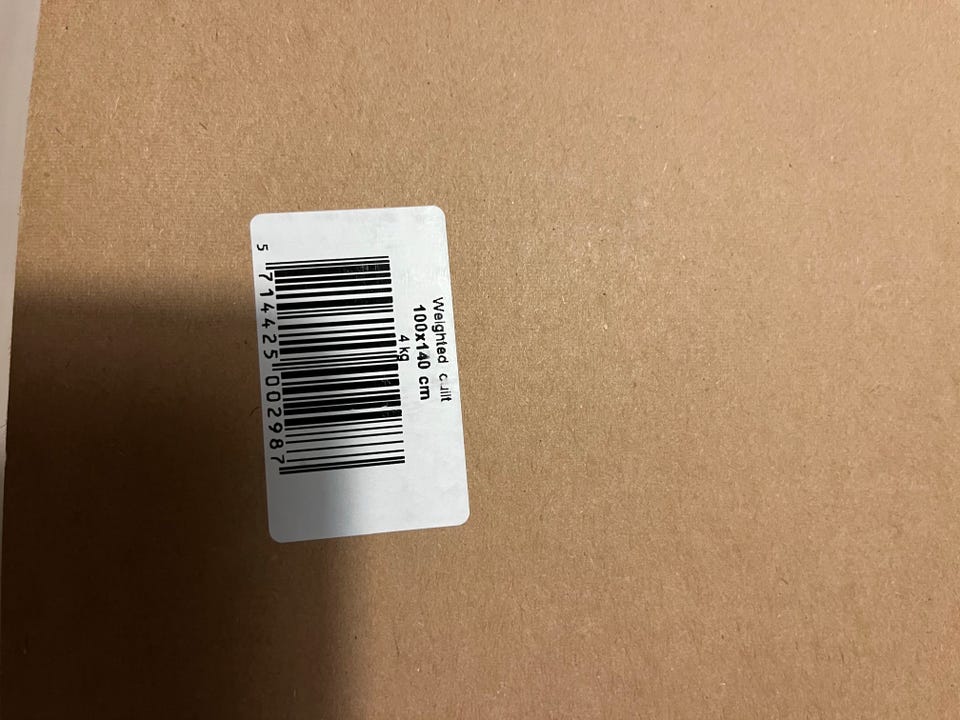 Weighted quilt
100x140 cm
4 kg
5 714425 002987